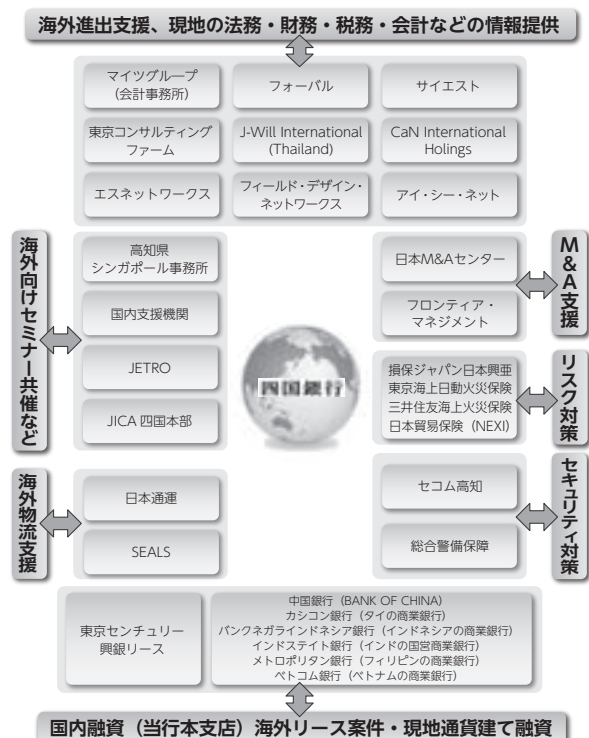 海外進出支援、現地の法務・財務・税務・会計などの情報提供
マイツグループ
(会計事務所)
フォーバル
サイエスト
東京コンサルティング
ファーム
J-Will International
(Thailand)
CaN International
Holings
エスネットワークス
フィールド・デザイン・
ネットワークス
アイ・シー・ネット
海外向けセミナー共催など
高知県
シンガポール事務所
国内支援機関
JETRO
JICA 四国本部
四国銀行
日本M&Aセンター
フロンティア・
マネジメント
M&A支援
損保ジャパン日本興亜
東京海上日動火災保険
三井住友海上火災保険
日本貿易保険（NEXI）
リスク対策
海外物流支援
日本通運
SEALS
セコム高知
総合警備保障
セキュリティ対策
東京センチュリー
興銀リース
中国銀行（BANK OF CHINA）
カシコン銀行（タイの商業銀行）
バンクネガラインドネシア銀行（インドネシアの商業銀行）
インドステイト銀行（インドの国営商業銀行）
メトロポリタン銀行（フィリピンの商業銀行）
ベトコム銀行（ベトナムの商業銀行）
国内融資（当行本支店）海外リース案件・現地通貨建て融資